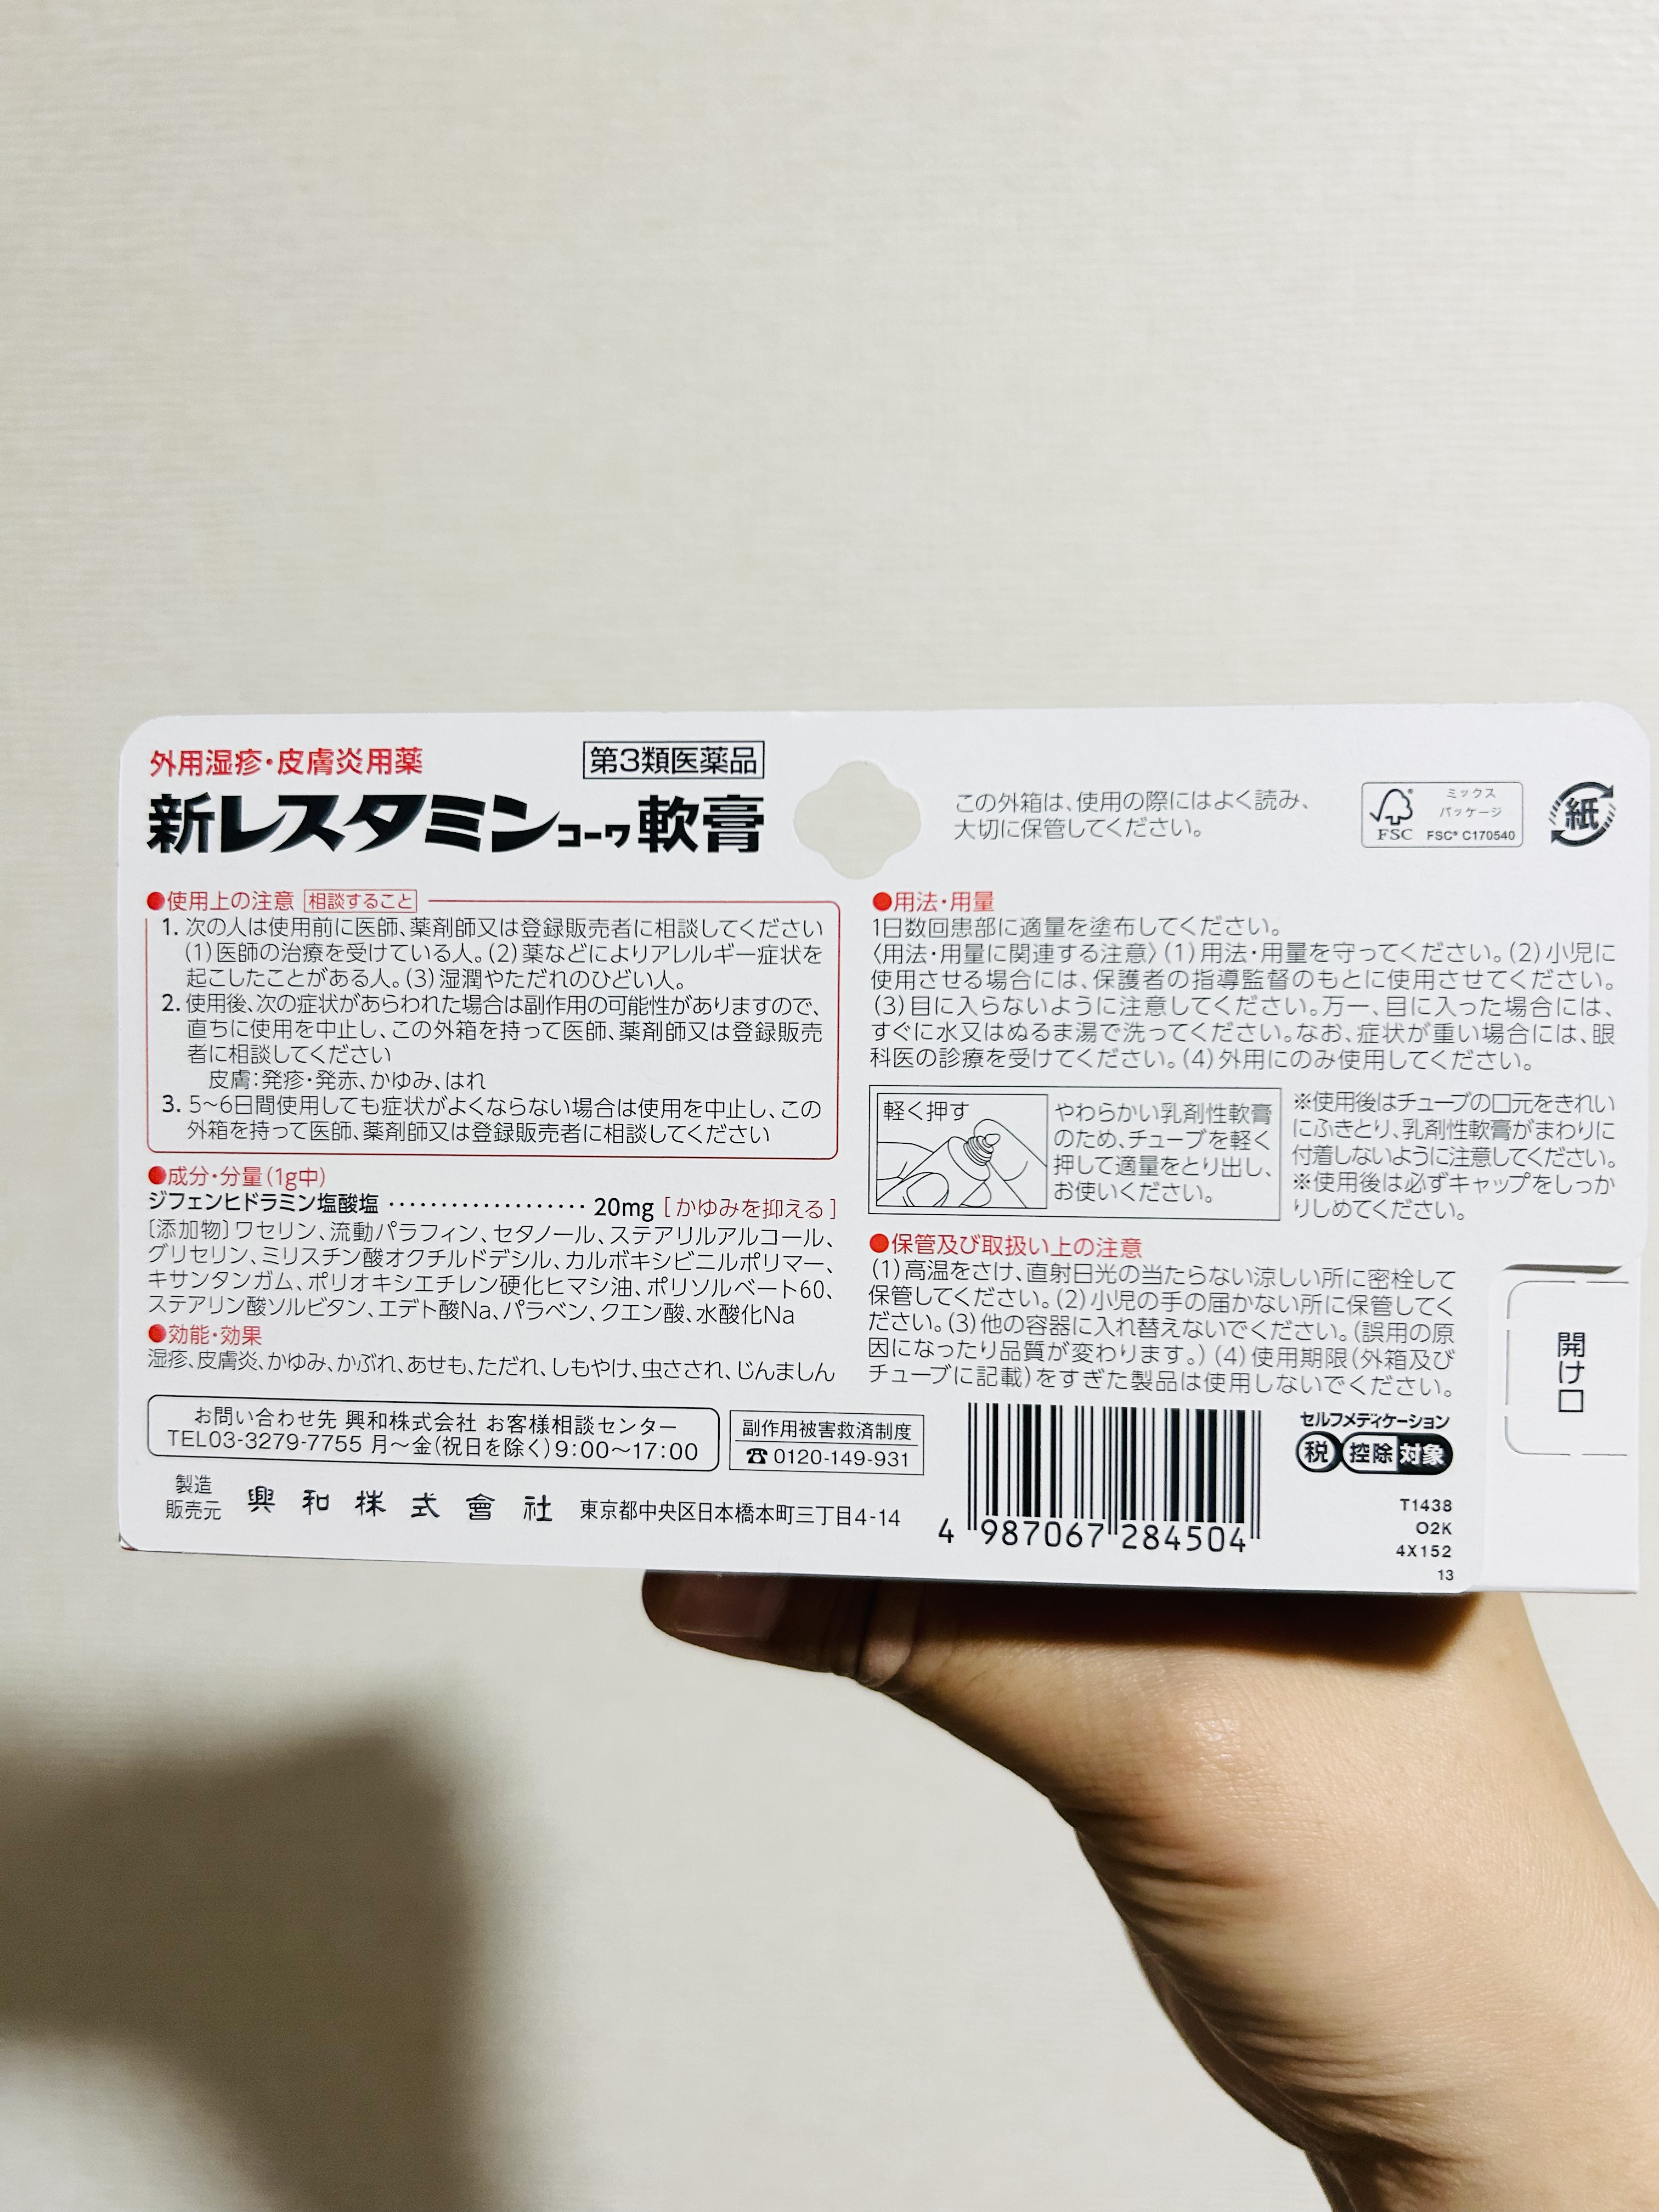 外用湿疹・皮膚炎用薬
第3類医薬品
新レスタミンコーワ軟膏
この外箱は、使用の際にはよく読み、
大切に保管してください。
ミックス
パッケージ
FSC
FSC® C170540
紙
●使用上の注意 相談すること
1. 次の人は使用前に医師、薬剤師又は登録販売者に相談してください
(1)医師の治療を受けている人。(2)薬などによりアレルギー症状を
起こしたことがある人。(3)湿潤やただれのひどい人。
2. 使用後、次の症状があらわれた場合は副作用の可能性がありますので、
直ちに使用を中止し、この外箱を持って医師、薬剤師又は登録販売
者に相談してください
皮膚：発疹・発赤、かゆみ、はれ
3. 5〜6日間使用しても症状がよくならない場合は使用を中止し、この
外箱を持って医師、薬剤師又は登録販売者に相談してください
●成分・分量(1g中)
ジフェンヒドラミン塩酸塩 ･････････････････ 20mg [かゆみを抑える]
〔添加物〕ワセリン、流動パラフィン、セタノール、ステアリルアルコール、
グリセリン、ミリスチン酸オクチルドデシル、カルボキシビニルポリマー、
キサンタンガム、ポリオキシエチレン硬化ヒマシ油、ポリソルベート60、
ステアリン酸ソルビタン、エデト酸Na、パラベン、クエン酸、水酸化Na
●効能・効果
湿疹、皮膚炎、かゆみ、かぶれ、あせも、ただれ、しもやけ、虫さされ、じんましん
●用法・用量
1日数回患部に適量を塗布してください。
〈用法・用量に関連する注意〉(1)用法・用量を守ってください。(2)小児に
使用させる場合には、保護者の指導監督のもとに使用させてください。
(3)目に入らないように注意してください。万一、目に入った場合には、
すぐに水又はぬるま湯で洗ってください。なお、症状が重い場合には、眼
科医の診療を受けてください。(4)外用にのみ使用してください。
軽く押す
やわらかい乳剤性軟膏
のため、チューブを軽く
押して適量をとり出し、
お使いください。
※使用後はチューブの口元をきれい
にふきとり、乳剤性軟膏がまわりに
付着しないように注意してください。
※使用後は必ずキャップをしっか
りしめてください。
●保管及び取扱い上の注意
(1)高温をさけ、直射日光の当たらない涼しい所に密栓して
保管してください。(2)小児の手の届かない所に保管してく
ださい。(3)他の容器に入れ替えないでください。(誤用の原
因になったり品質が変わります。)(4)使用期限(外箱及び
チューブに記載)をすぎた製品は使用しないでください。
開け口
お問い合わせ先 興和株式会社 お客様相談センター
TEL03-3279-7755 月〜金(祝日を除く)9:00〜17:00
副作用被害救済制度
☎0120-149-931
製造
販売元
興和株式會社 東京都中央区日本橋本町三丁目4-14
4 987067 284504
セルフメディケーション
税 控除 対象
T1438
O2K
4X152
13